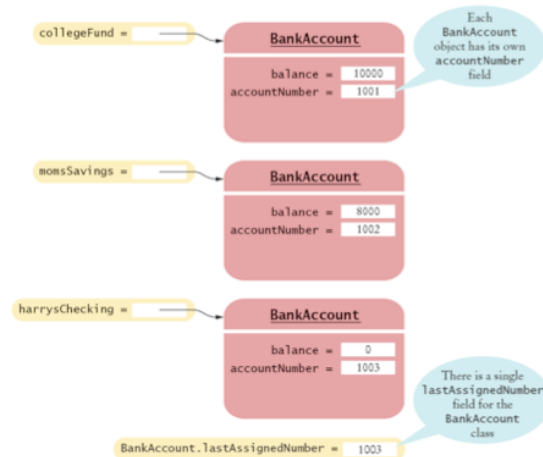 collegeFund =
BankAccount
balance = 10000
accountNumber = 1001
Each
BankAccount
object has its own
accountNumber
field
momsSavings =
BankAccount
balance = 8000
accountNumber = 1002
harrysChecking =
BankAccount
balance = 0
accountNumber = 1003
There is a single
lastAssignedNumber
field for the
BankAccount
class
BankAccount.lastAssignedNumber = 1003